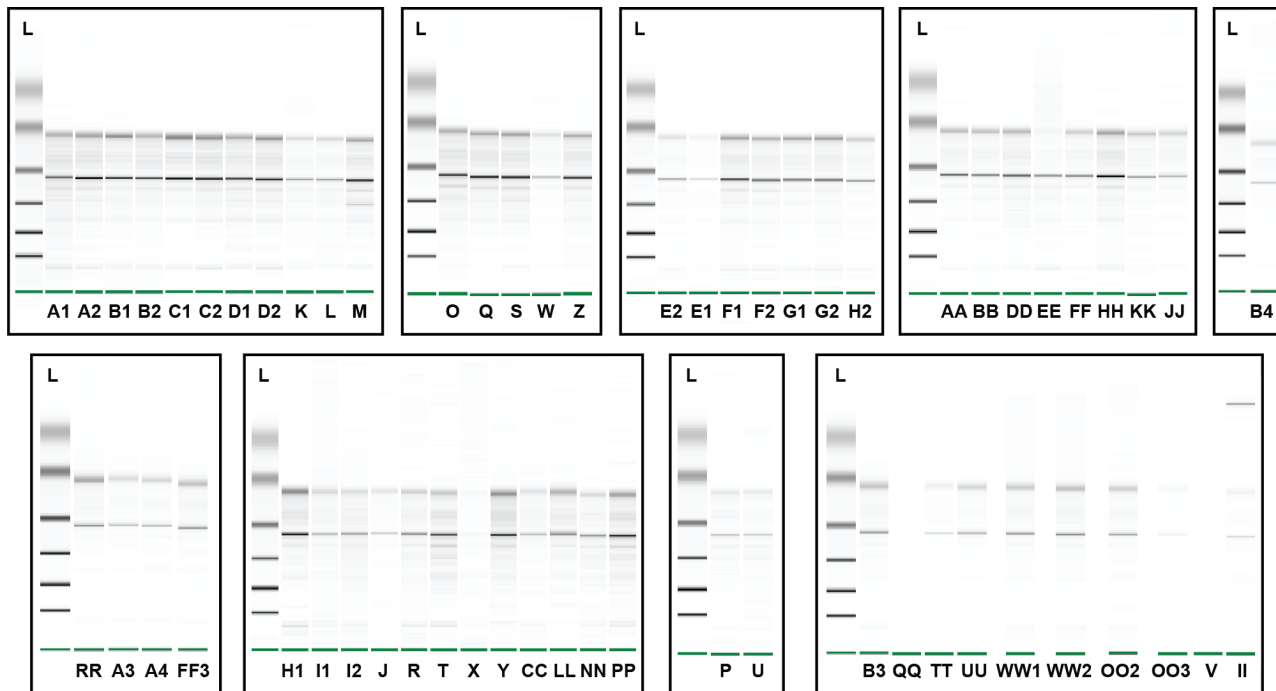 L L L L L
A1 A2 B1 B2 C1 C2 D1 D2 K L M O Q S W Z E2 E1 F1 F2 G1 G2 H2 AA BB DD EE FF HH KK JJ B4
L L L L
RR A3 A4 FF3 H1 I1 I2 J R T X Y CC LL NN PP P U B3 QQ TT UU WW1 WW2 OO2 OO3 V II